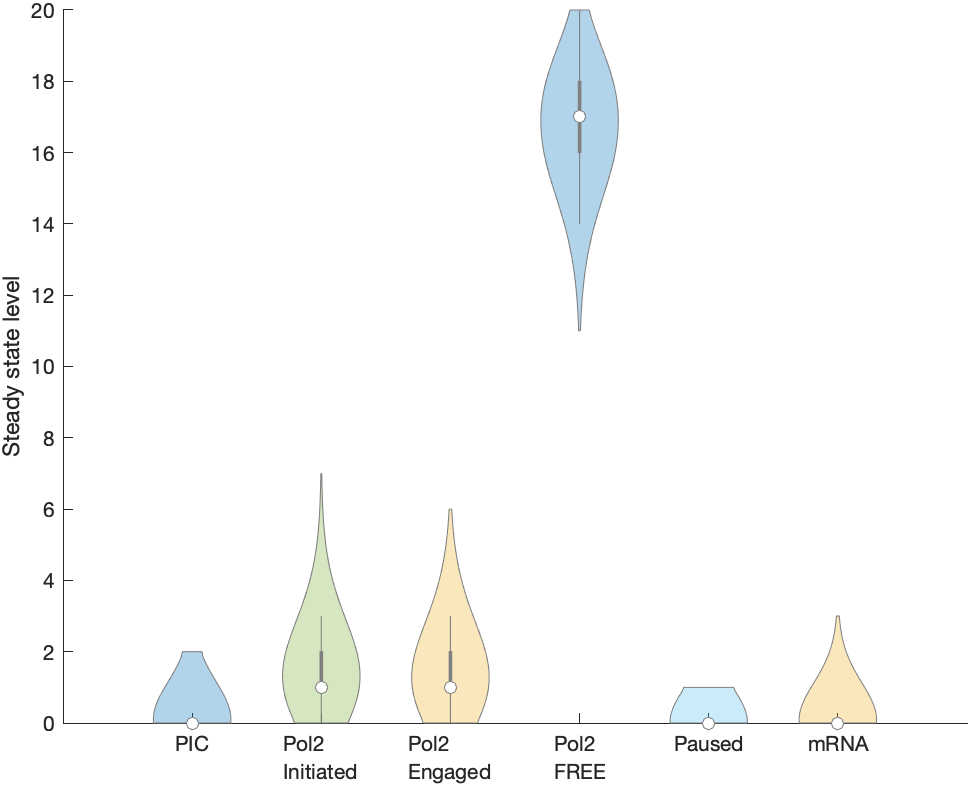 20
18
16
14
12
10
8
6
4
2
0
Steady state level
PIC
Pol2
Initiated
Pol2
Engaged
Pol2
FREE
Paused
mRNA